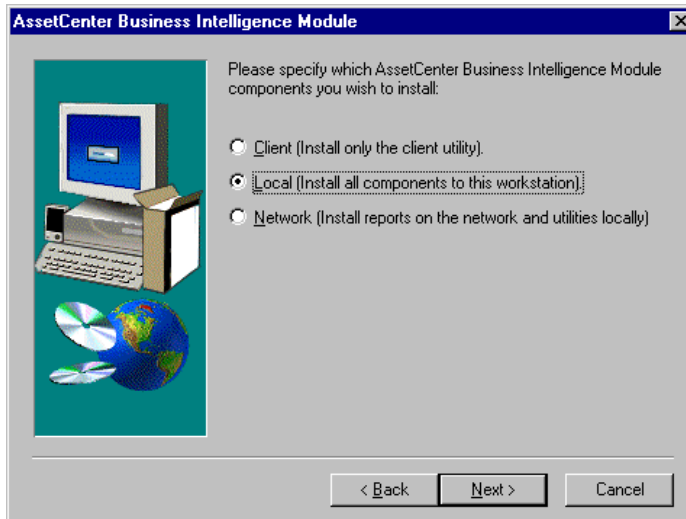 AssetCenter Business Intelligence Module
Please specify which AssetCenter Business Intelligence Module
components you wish to install:
Client (Install only the client utility).
Local (Install all components to this workstation).
Network (Install reports on the network and utilities locally)
< Back
Next >
Cancel